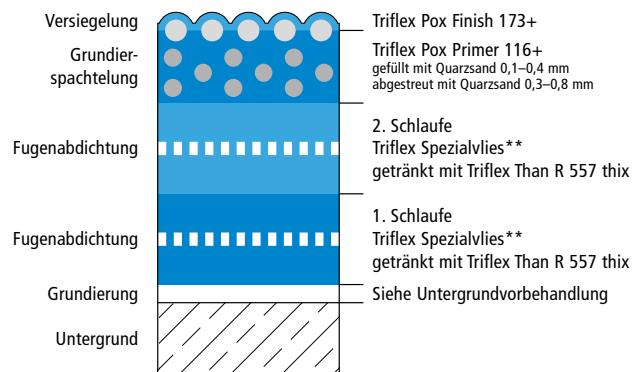 Versiegelung
Triflex Pox Finish 173+
Grundier-
spachtelung
Triflex Pox Primer 116+
gefüllt mit Quarzsand 0,1–0,4 mm
abgestreut mit Quarzsand 0,3–0,8 mm
Fugenabdichtung
2. Schlaufe
Triflex Spezialvlies**
getränkt mit Triflex Than R 557 thix
Fugenabdichtung
1. Schlaufe
Triflex Spezialvlies**
getränkt mit Triflex Than R 557 thix
Grundierung
Siehe Untergrundvorbehandlung
Untergrund